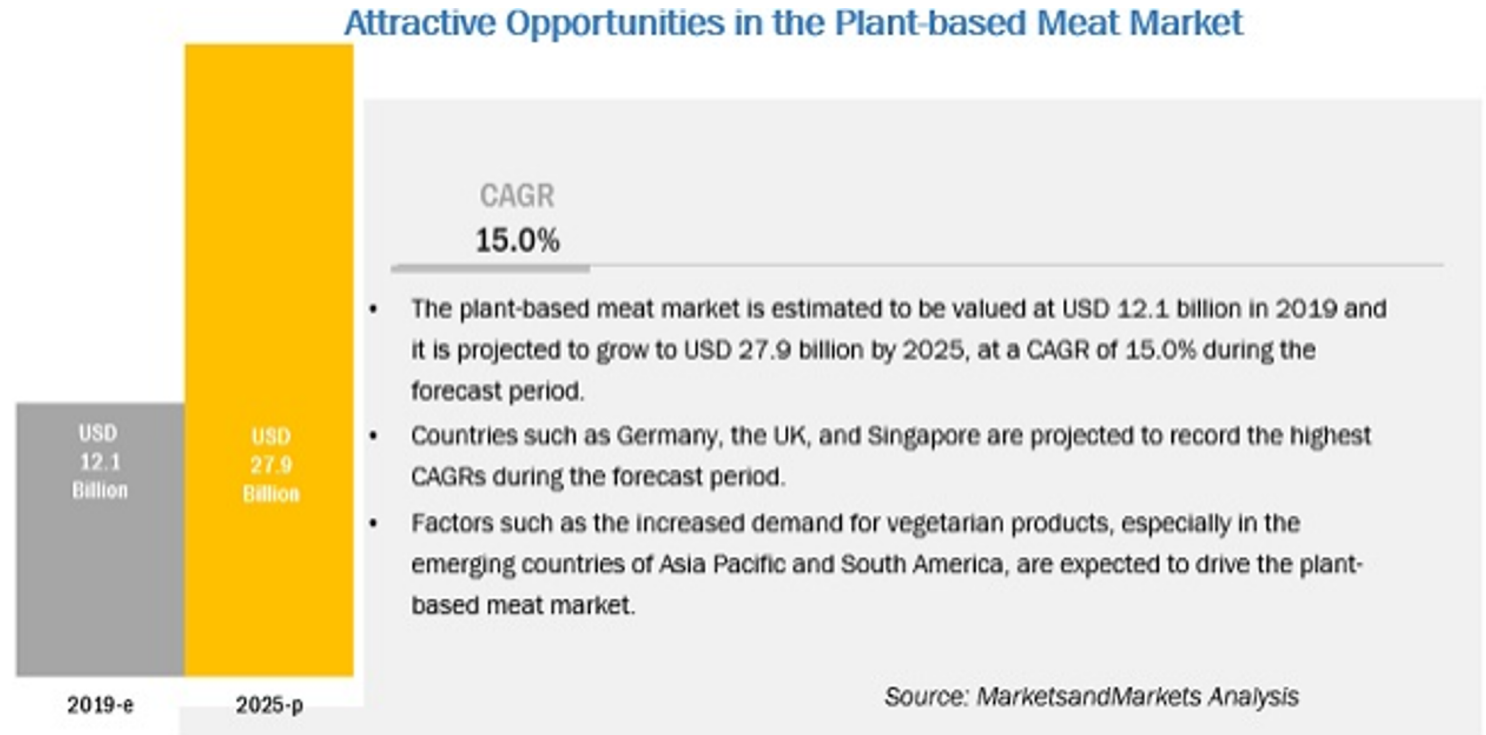 Attractive Opportunities in the Plant-based Meat Market
CAGR
15.0%
• The plant-based meat market is estimated to be valued at USD 12.1 billion in 2019 and
it is projected to grow to USD 27.9 billion by 2025, at a CAGR of 15.0% during the
forecast period.
• Countries such as Germany, the UK, and Singapore are projected to record the highest
CAGRs during the forecast period.
• Factors such as the increased demand for vegetarian products, especially in the
emerging countries of Asia Pacific and South America, are expected to drive the plant-
based meat market.
USD
12.1
Billion
USD
27.9
Billion
2019-e
2025-p
Source: MarketsandMarkets Analysis